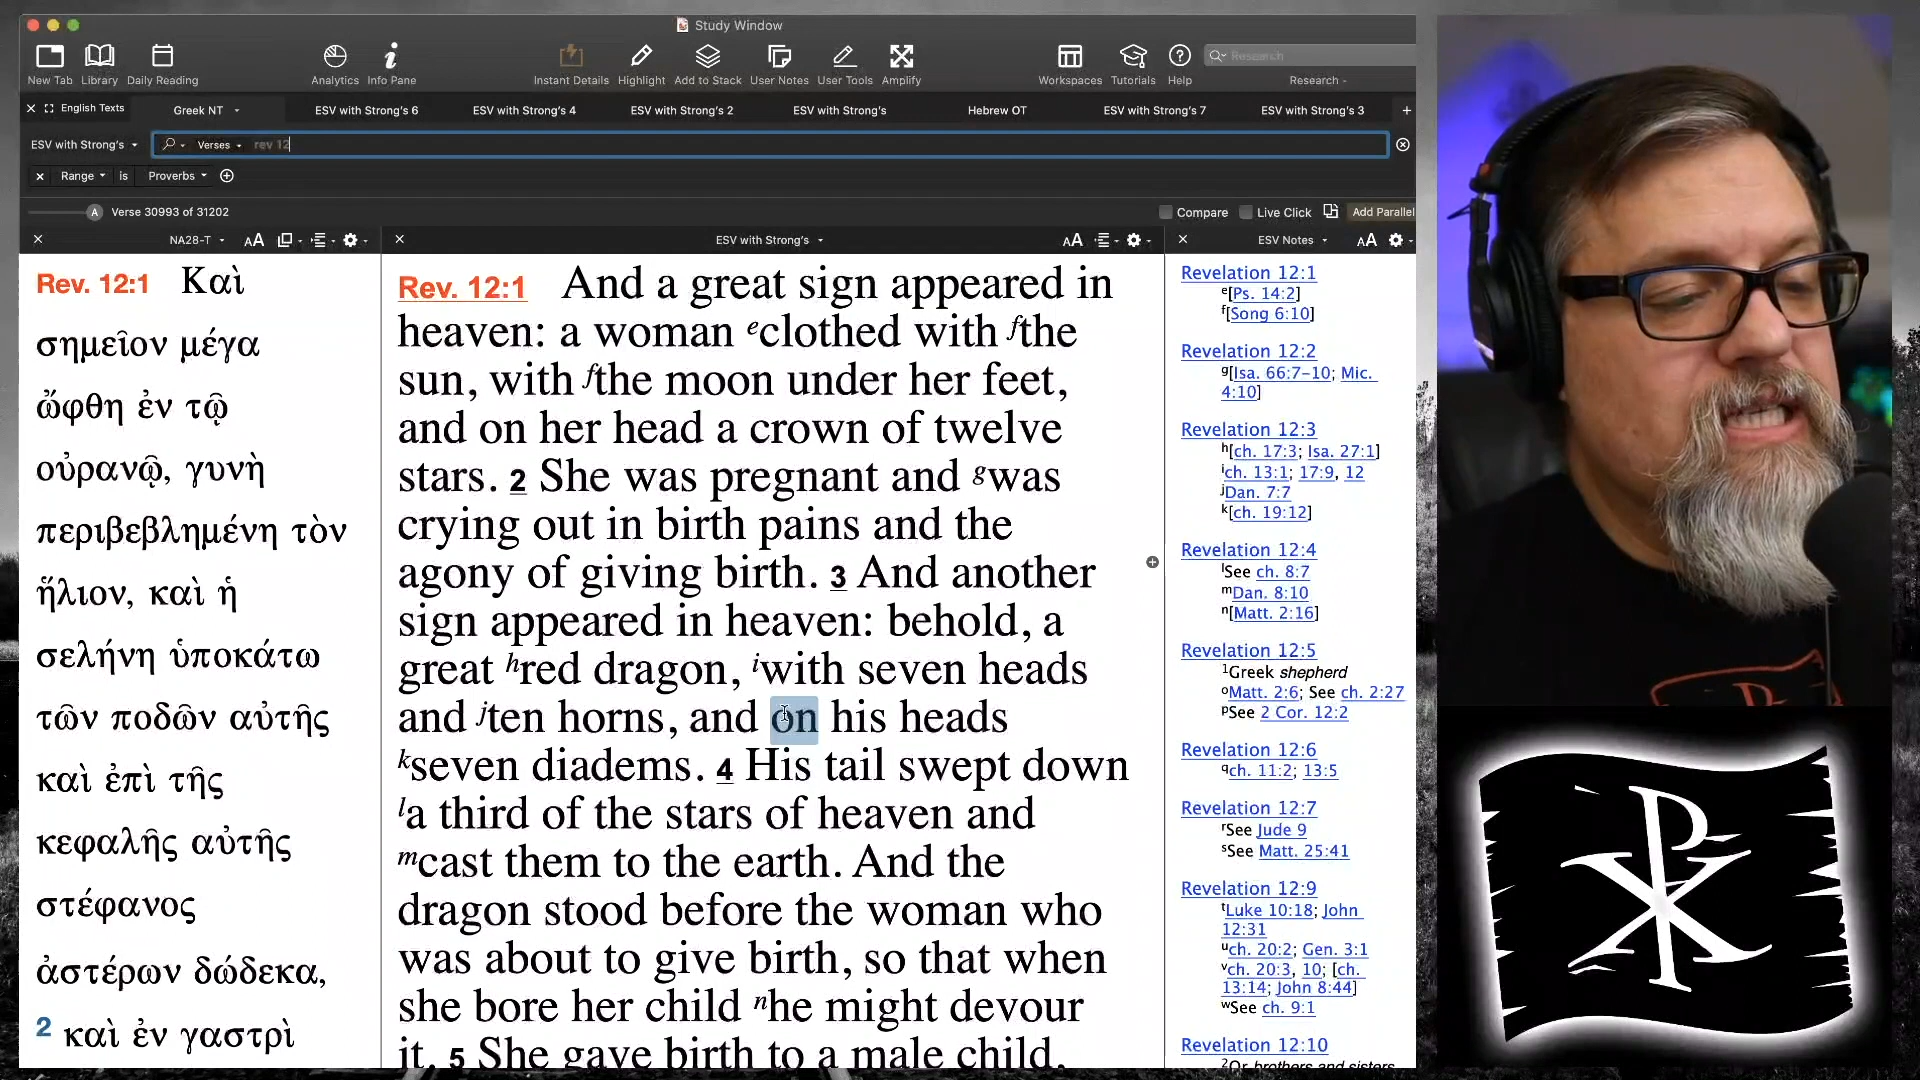 Study Window
New Tab Library Daily Reading Analytics Info Pane Instant Details Highlight Add to Stack User Notes User Tools Amplify Workspaces Tutorials Help Research
Research
English Texts Greek NT ESV with Strong's 6 ESV with Strong's 4 ESV with Strong's 2 ESV with Strong's Hebrew OT ESV with Strong's 7 ESV with Strong's 3
ESV with Strong's Verses rev 12
Range is Proverbs
A Verse 30993 of 31202 Compare Live Click Add Parallel
NA28-T AA ESV with Strong's AA ESV Notes AA
Rev. 12:1 Καὶ
σημεῖον μέγα
ὤφθη ἐν τῷ
οὐρανῷ, γυνὴ
περιβεβλημένη τὸν
ἥλιον, καὶ ἡ
σελήνη ὑποκάτω
τῶν ποδῶν αὐτῆς
καὶ ἐπὶ τῆς
κεφαλῆς αὐτῆς
στέφανος
ἀστέρων δώδεκα,
2 καὶ ἐν γαστρὶ
Rev. 12:1 And a great sign appeared in
heaven: a woman eclothed with fthe
sun, with fthe moon under her feet,
and on her head a crown of twelve
stars. 2 She was pregnant and gwas
crying out in birth pains and the
agony of giving birth. 3 And another
sign appeared in heaven: behold, a
great hred dragon, iwith seven heads
and jten horns, and on his heads
kseven diadems. 4 His tail swept down
la third of the stars of heaven and
mcast them to the earth. And the
dragon stood before the woman who
was about to give birth, so that when
she bore her child nhe might devour
it. 5 She gave birth to a male child,
Revelation 12:1
e[Ps. 14:2]
f[Song 6:10]
Revelation 12:2
g[Isa. 66:7–10; Mic.
4:10]
Revelation 12:3
h[ch. 17:3; Isa. 27:1]
ich. 13:1; 17:9, 12
jDan. 7:7
k[ch. 19:12]
Revelation 12:4
lSee ch. 8:7
mDan. 8:10
n[Matt. 2:16]
Revelation 12:5
1Greek shepherd
oMatt. 2:6; See ch. 2:27
pSee 2 Cor. 12:2
Revelation 12:6
qch. 11:2; 13:5
Revelation 12:7
rSee Jude 9
sSee Matt. 25:41
Revelation 12:9
tLuke 10:18; John
12:31
uch. 20:2; Gen. 3:1
vch. 20:3, 10; [ch.
13:14; John 8:44]
wSee ch. 9:1
Revelation 12:10
2Or brothers and sisters